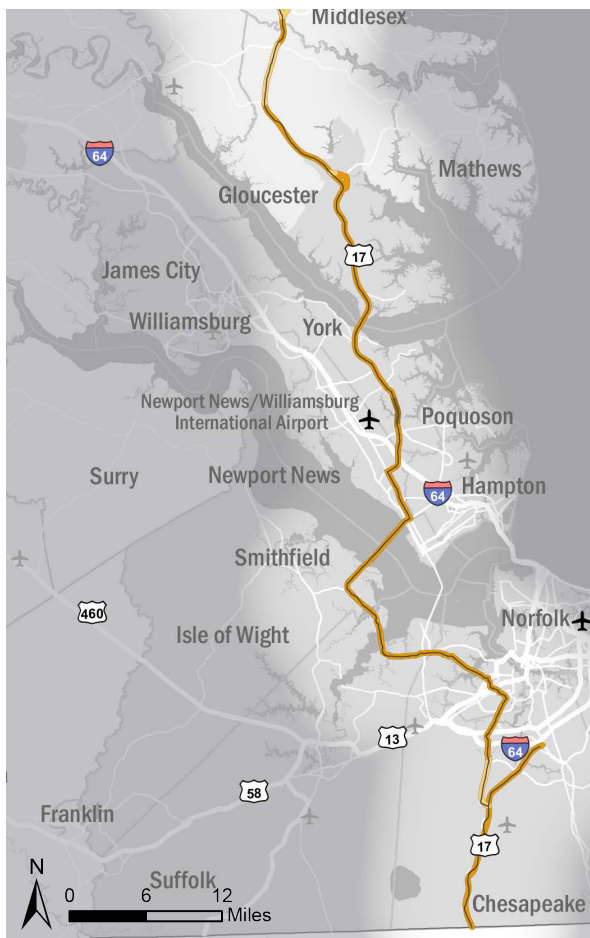 Middlesex
64
Mathews
Gloucester
17
James City
Williamsburg
York
Newport News/Williamsburg
International Airport
Poquoson
Surry
Newport News
64
Hampton
Smithfield
460
Norfolk
Isle of Wight
13
64
58
Franklin
17
Suffolk
Chesapeake
N
0 6 12
Miles